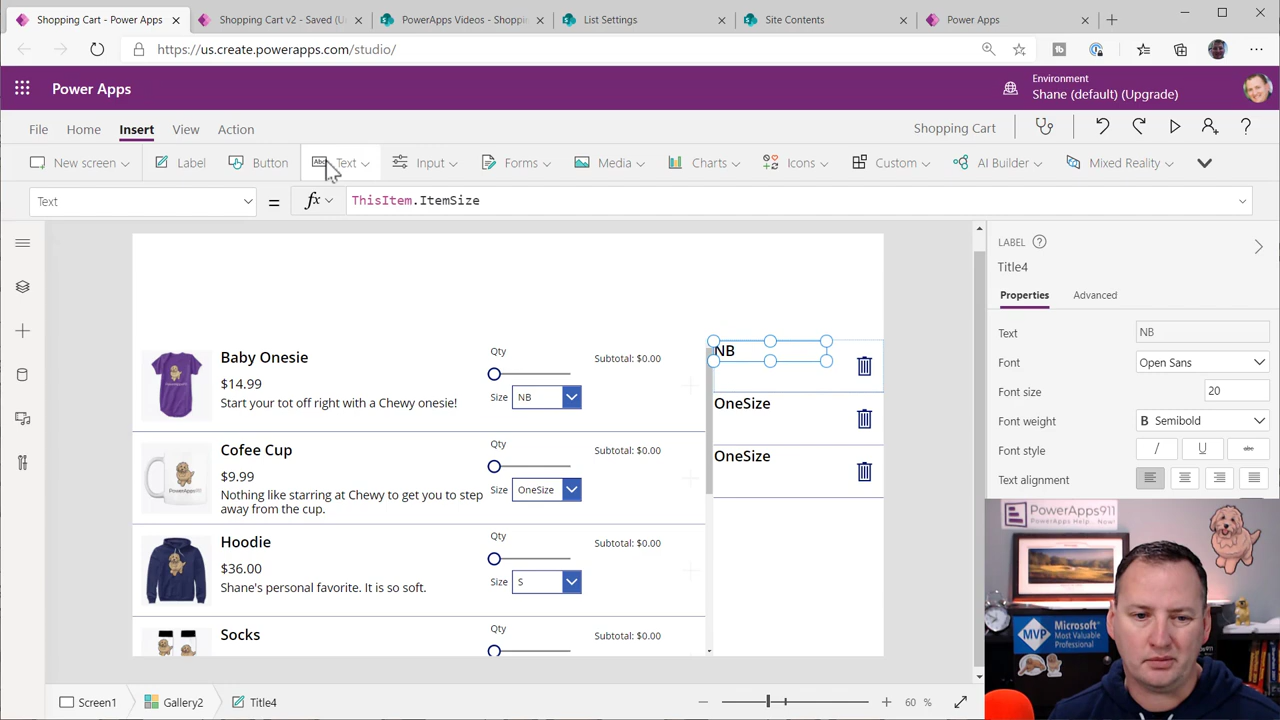 Shopping Cart - Power Apps
Shopping Cart v2 - Saved (U
PowerApps Videos - Shoppin
List Settings
Site Contents
Power Apps
https://us.create.powerapps.com/studio/
Power Apps
Environment
Shane (default) (Upgrade)
File
Home
Insert
View
Action
Shopping Cart
New screen
Label
Button
Text
Input
Forms
Media
Charts
Icons
Custom
AI Builder
Mixed Reality
Text
=
fx
ThisItem.ItemSize
LABEL
Title4
Properties
Advanced
Text
NB
Font
Open Sans
Font size
20
Font weight
B Semibold
Font style
Text alignment
Baby Onesie
$14.99
Start your tot off right with a Chewy onesie!
Qty
Size
NB
Subtotal: $0.00
Cofee Cup
$9.99
Nothing like starring at Chewy to get you to step
away from the cup.
Qty
Size
OneSize
Subtotal: $0.00
Hoodie
$36.00
Shane's personal favorite. It is so soft.
Qty
Size
S
Subtotal: $0.00
Socks
Qty
Subtotal: $0.00
NB
OneSize
OneSize
PowerApps911
PowerApps Help.. Now!
Microsoft
Most Valuable
Professional
MVP
Screen1
Gallery2
Title4
60 %